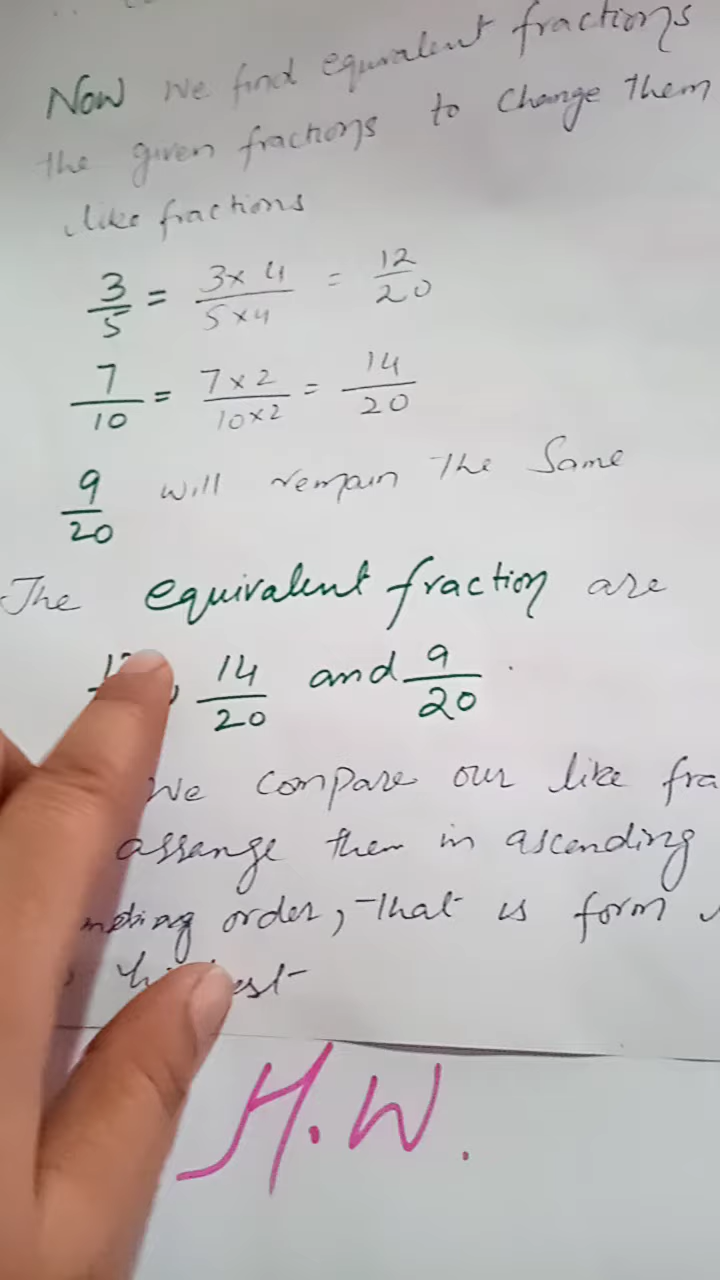 Now we find equivalent fractions
the given fractions to change them
like fractions
3/5 = 3×4/5×4 = 12/20
7/10 = 7×2/10×2 = 14/20
9/20 will remain the Same
The equivalent fraction are
, 14/20 and 9/20.
We compare our like fra
arrange them in ascending
order, that is form
H.W.